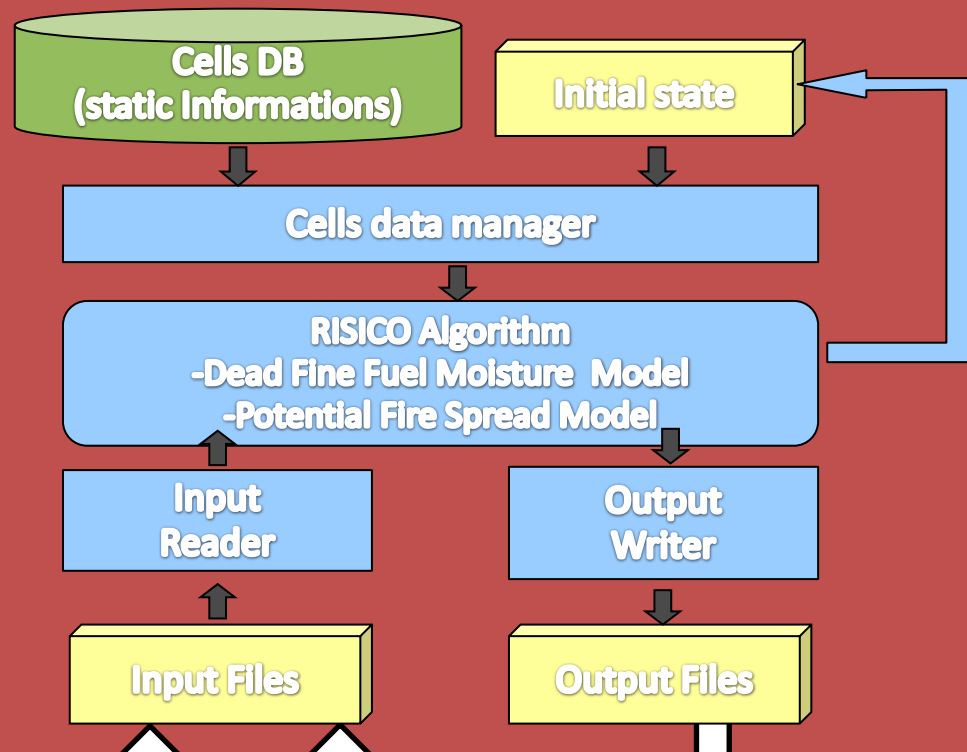 Cells DB
(static Informations)
Initial state
Cells data manager
RISICO Algorithm
-Dead Fine Fuel Moisture  Model
-Potential Fire Spread Model
Input
Reader
Output
Writer
Input Files
Output Files